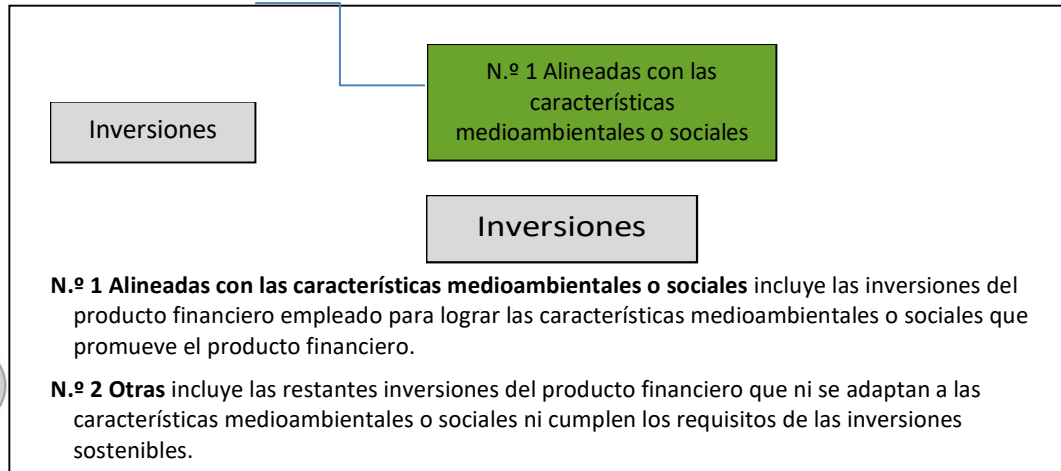 N.º 1 Alineadas con las
características
medioambientales o sociales
Inversiones
Inversiones
N.º 1 Alineadas con las características medioambientales o sociales incluye las inversiones del
producto financiero empleado para lograr las características medioambientales o sociales que
promueve el producto financiero.
N.º 2 Otras incluye las restantes inversiones del producto financiero que ni se adaptan a las
características medioambientales o sociales ni cumplen los requisitos de las inversiones
sostenibles.